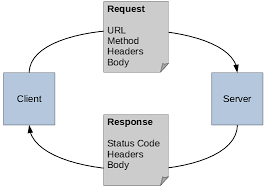 Request
URL
Method
Headers
Body
Client
Server
Response
Status Code
Headers
Body